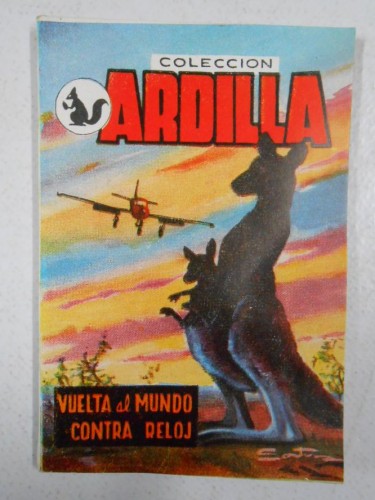 COLECCION
ARDILLA
VUELTA al MUNDO
CONTRA RELOJ